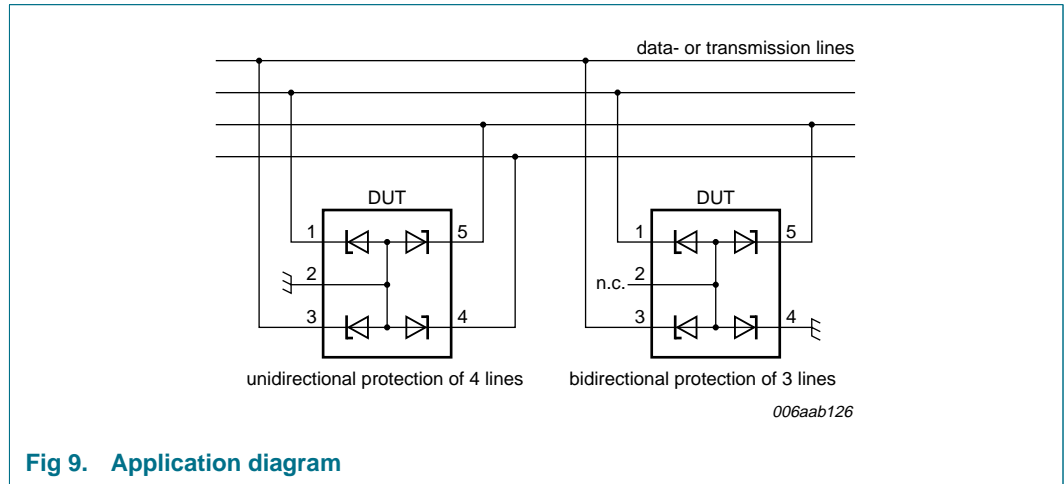 data- or transmission lines
DUT
1
5
2
3
4
unidirectional protection of 4 lines
DUT
1
5
n.c.
2
3
4
bidirectional protection of 3 lines
006aab126
Fig 9. Application diagram